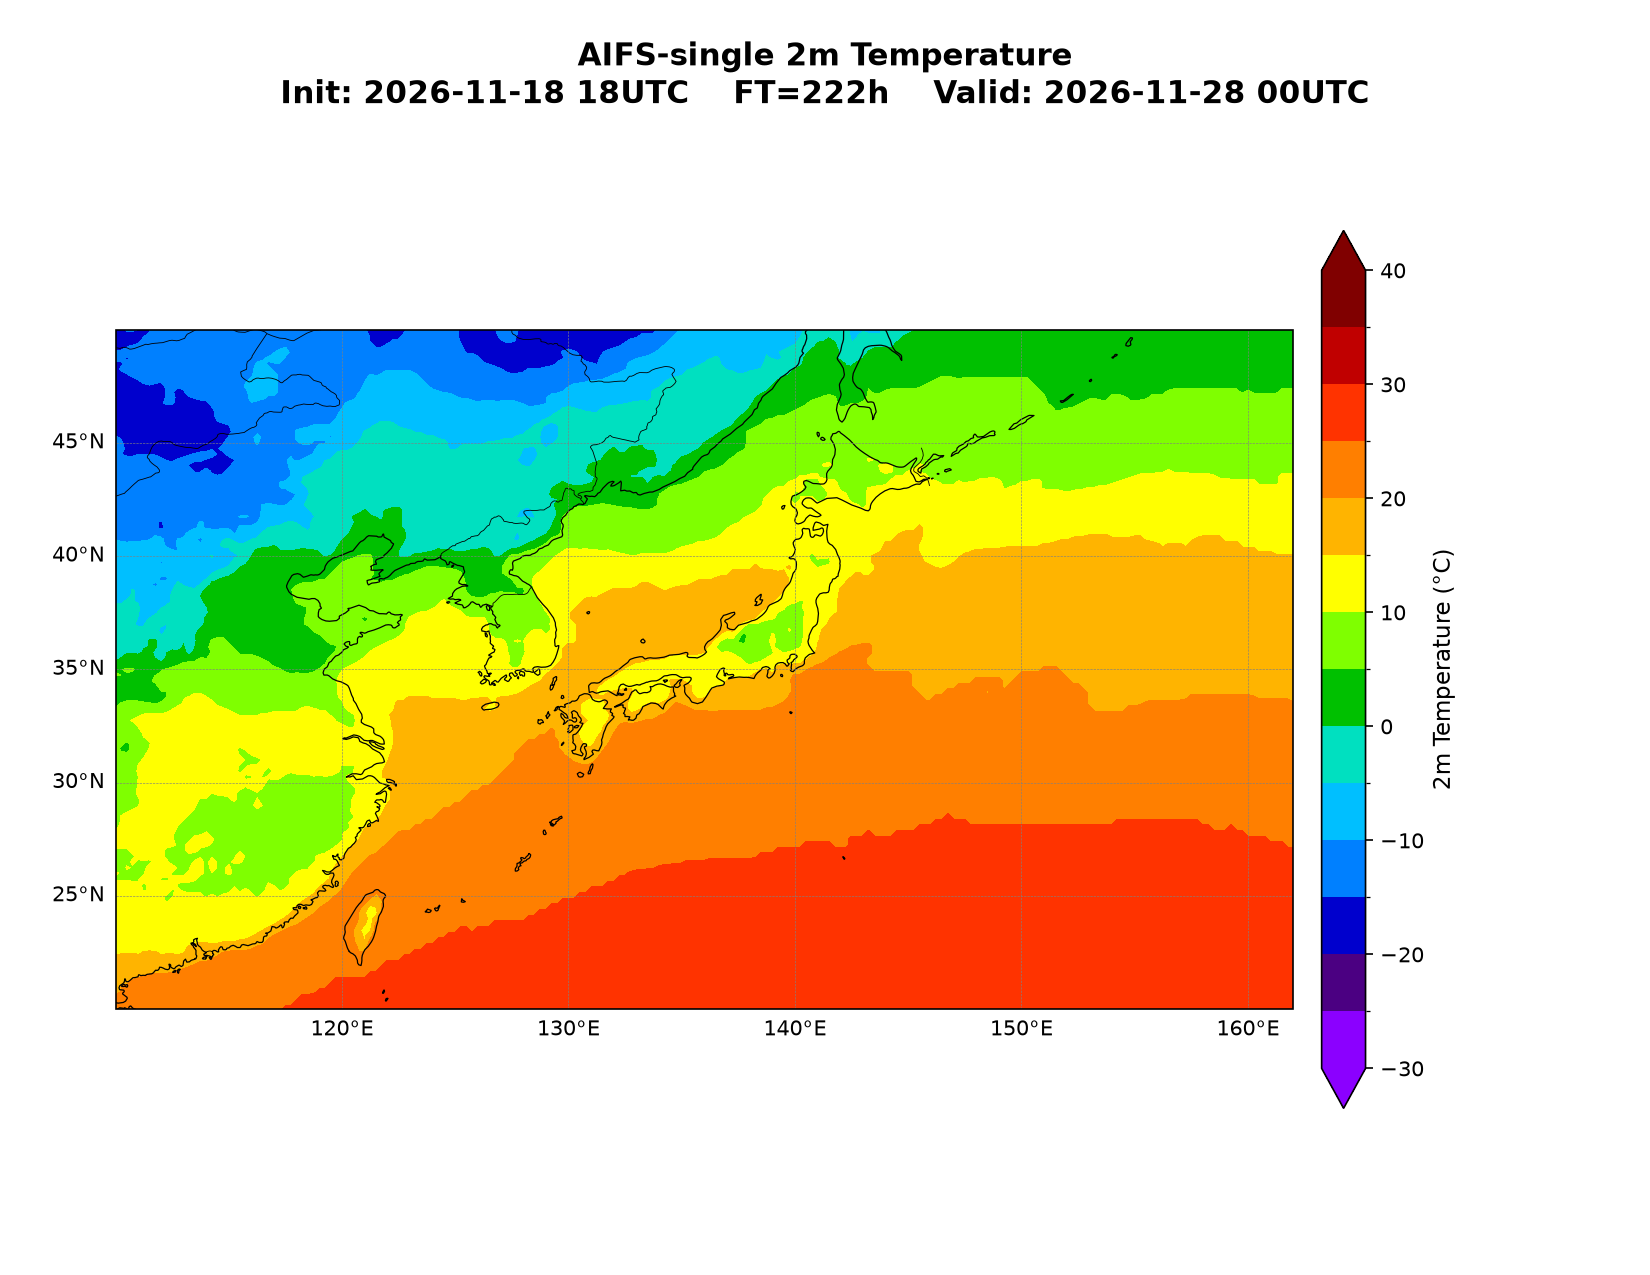 AIFS-single 2m Temperature
Init: 2026-11-18 18UTC    FT=222h    Valid: 2026-11-28 00UTC
45°N
40°N
35°N
30°N
25°N
120°E
130°E
140°E
150°E
160°E
40
30
20
10
0
−10
−20
−30
2m Temperature (°C)